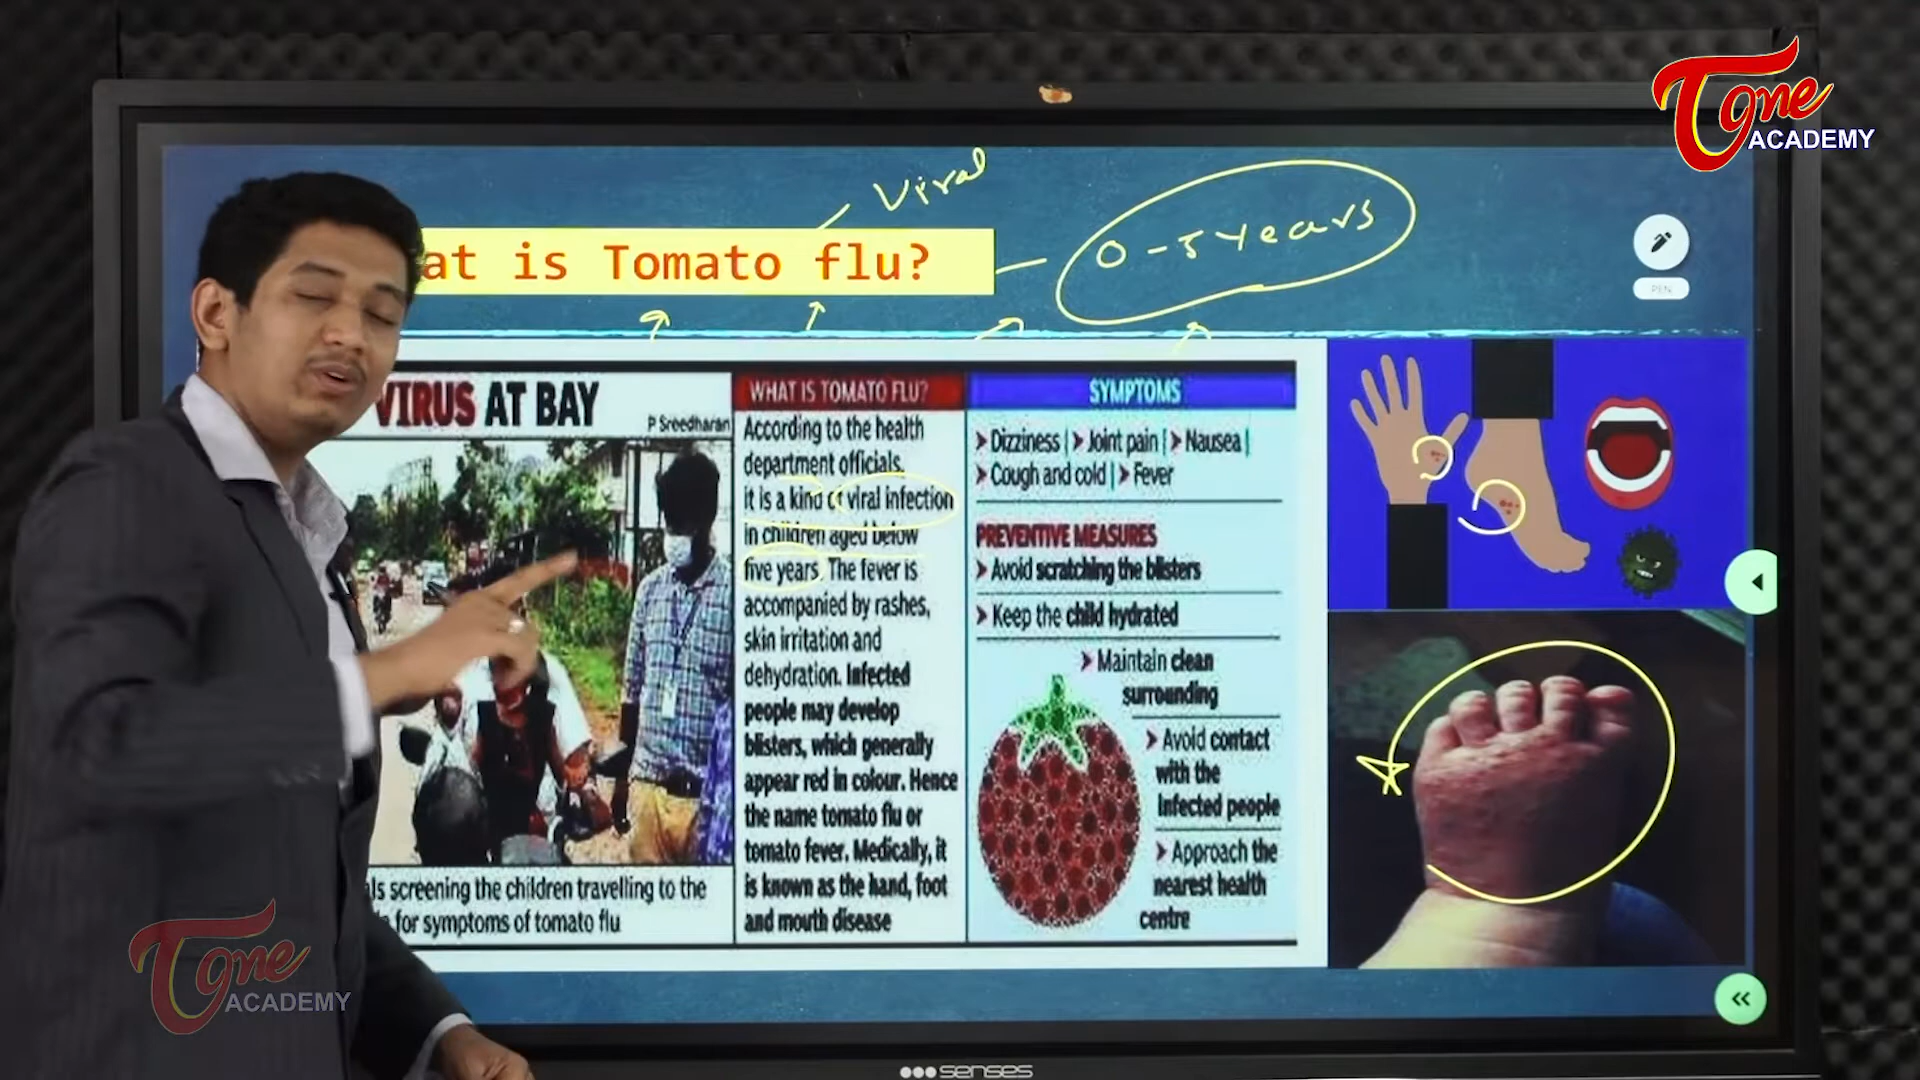 Tone
ACADEMY
Viral
0-5 Years
at is Tomato flu?
PEN
VIRUS AT BAY
P Sreedharan
ls screening the children travelling to the
for symptoms of tomato flu
WHAT IS TOMATO FLU?
According to the health
department officials,
it is a kind of viral infection
in children aged below
five years. The fever is
accompanied by rashes,
skin irritation and
dehydration. Infected
people may develop
blisters, which generally
appear red in colour. Hence
the name tomato flu or
tomato fever. Medically, it
is known as the hand, foot
and mouth disease
SYMPTOMS
➤ Dizziness | ➤ Joint pain | ➤ Nausea |
➤ Cough and cold | ➤ Fever
PREVENTIVE MEASURES
➤ Avoid scratching the blisters
➤ Keep the child hydrated
➤ Maintain clean
surrounding
➤ Avoid contact
with the
infected people
➤ Approach the
nearest health
centre
Tone
ACADEMY
senses